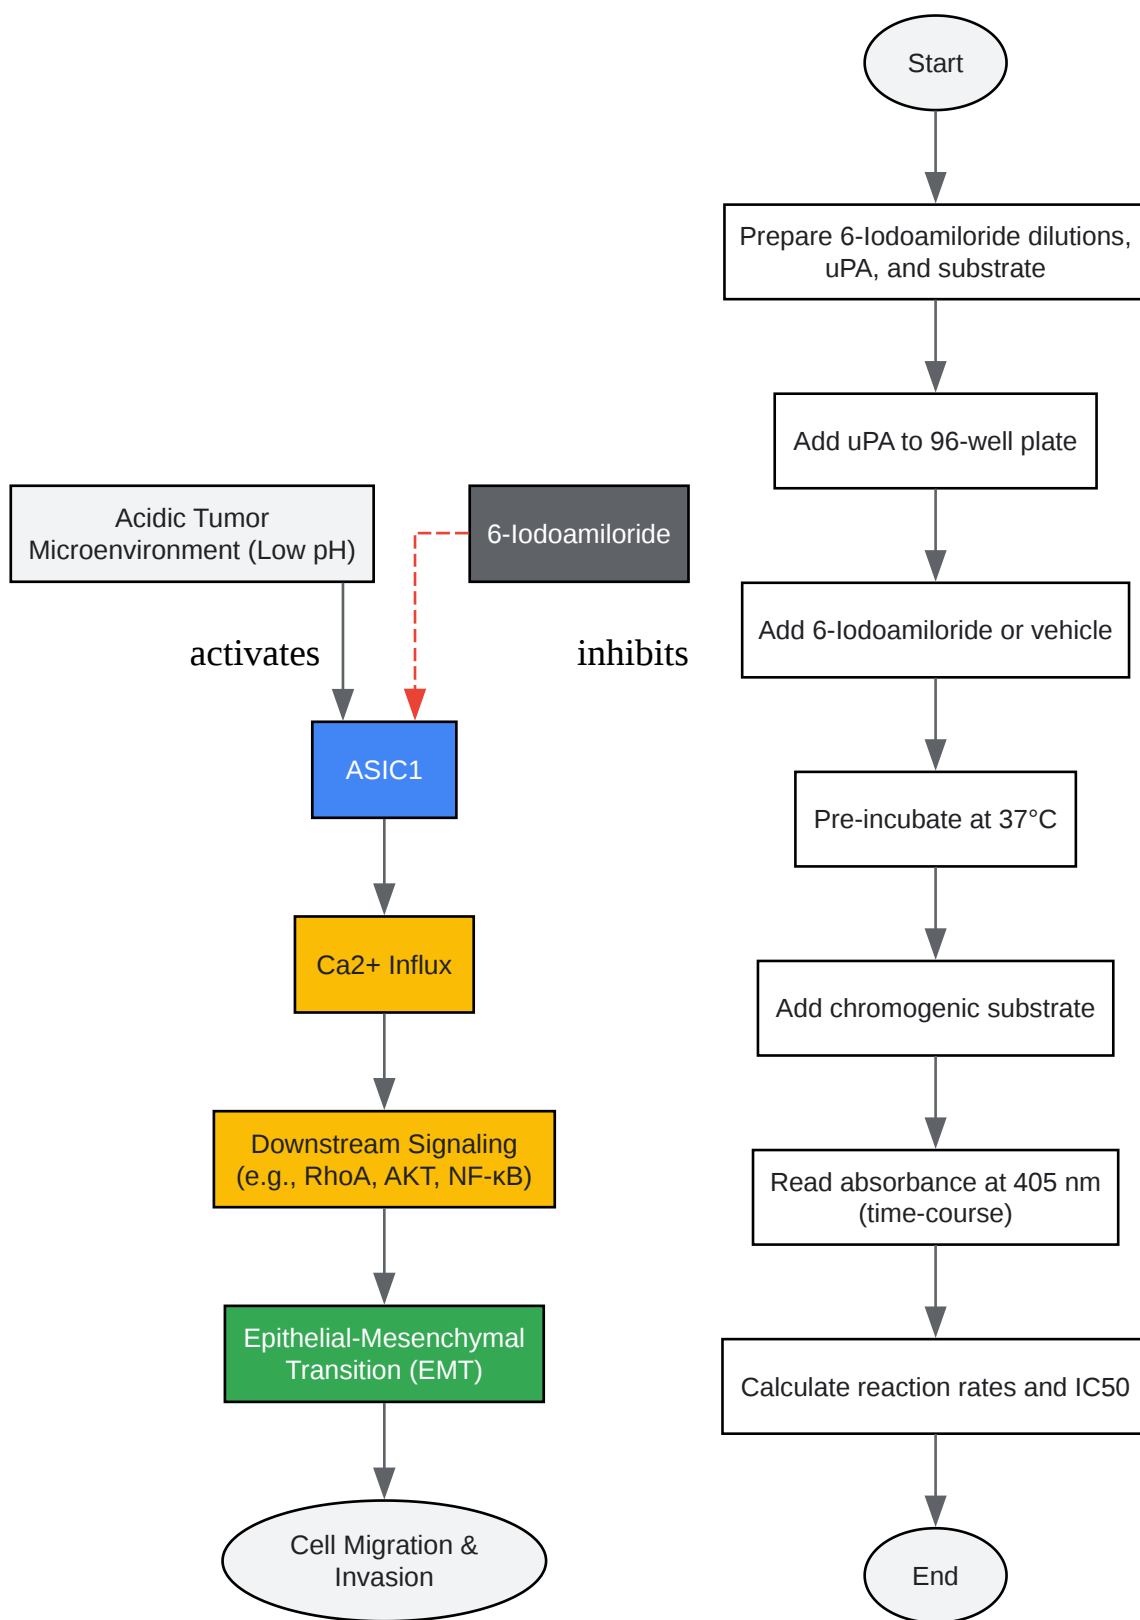 Acidic Tumor
Microenvironment (Low pH)
6-Iodoamiloride
activates
inhibits
ASIC1
Ca2+ Influx
Downstream Signaling
(e.g., RhoA, AKT, NF-κB)
Epithelial-Mesenchymal
Transition (EMT)
Cell Migration &
Invasion
Start
Prepare 6-Iodoamiloride dilutions,
uPA, and substrate
Add uPA to 96-well plate
Add 6-Iodoamiloride or vehicle
Pre-incubate at 37°C
Add chromogenic substrate
Read absorbance at 405 nm
(time-course)
Calculate reaction rates and IC50
End